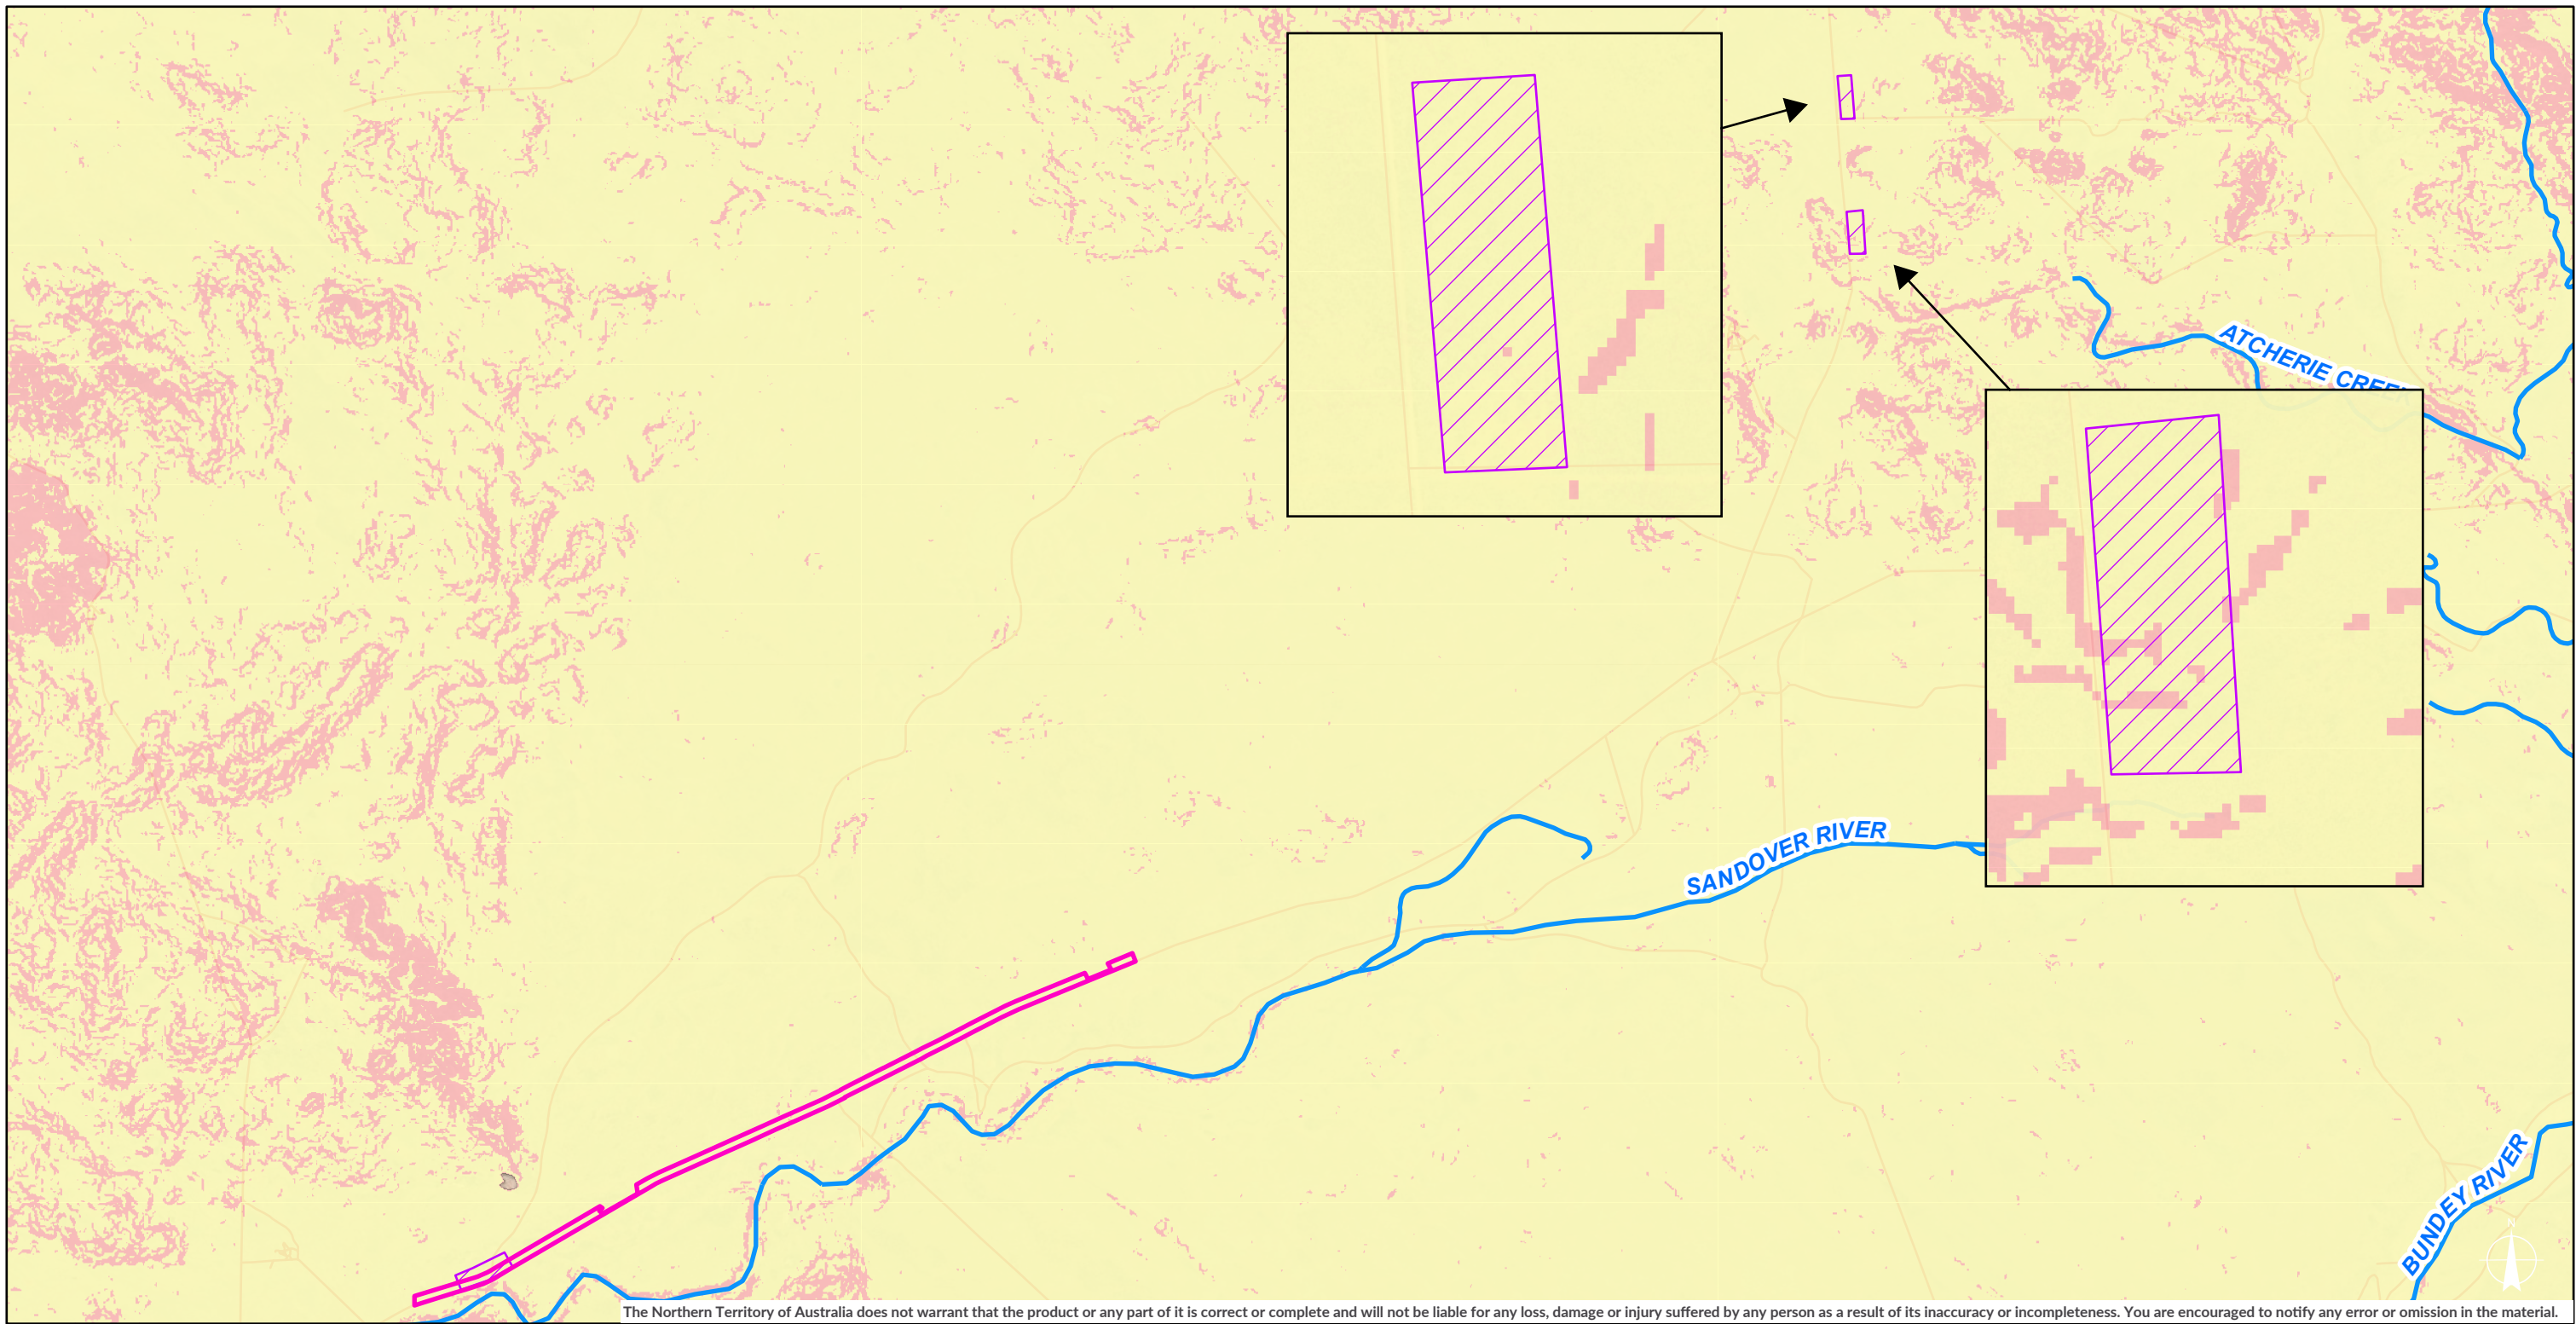 ATCHERIE CREEK
SANDOVER RIVER
BUNDEY RIVER
The Northern Territory of Australia does not warrant that the product or any part of it is correct or complete and will not be liable for any loss, damage or injury suffered by any person as a result of its inaccuracy or incompleteness. You are encouraged to notify any error or omission in the material.